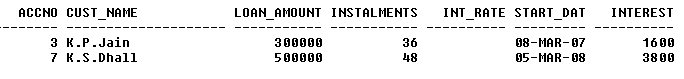 ACCNO CUST_NAME LOAN_AMOUNT INSTALMENTS INT_RATE START_DAT INTEREST
3 K.P.Jain 300000 36 08-MAR-07 1600
7 K.S.Dhall 500000 48 05-MAR-08 3800